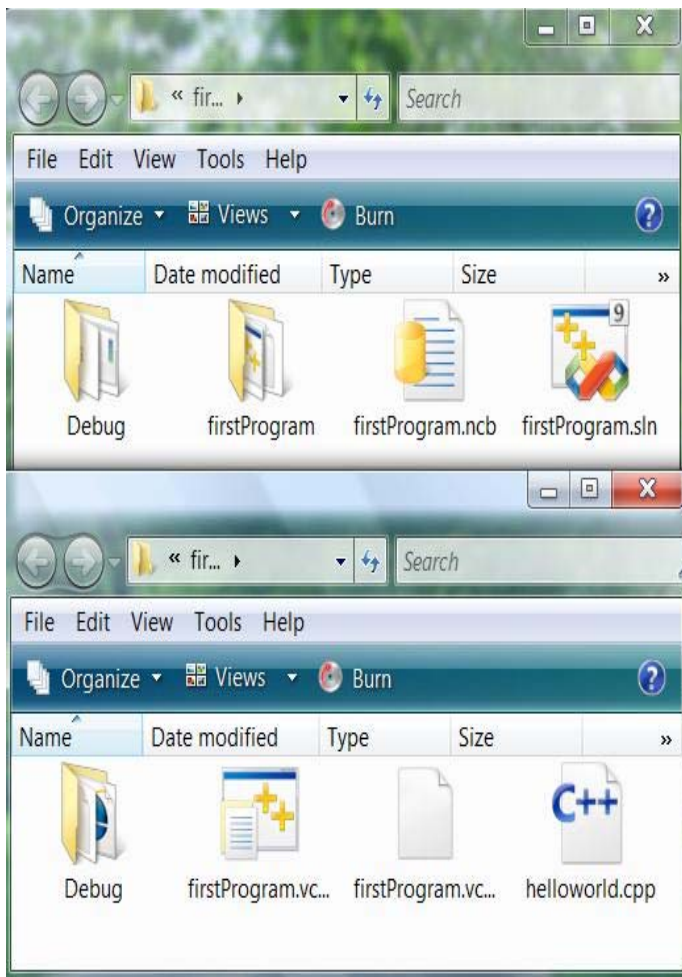 « fir... Search
File Edit View Tools Help
Organize Views Burn ?
Name Date modified Type Size »
9
Debug firstProgram firstProgram.ncb firstProgram.sln
« fir... Search
File Edit View Tools Help
Organize Views Burn ?
Name Date modified Type Size »
C++
Debug firstProgram.vc... firstProgram.vc... helloworld.cpp